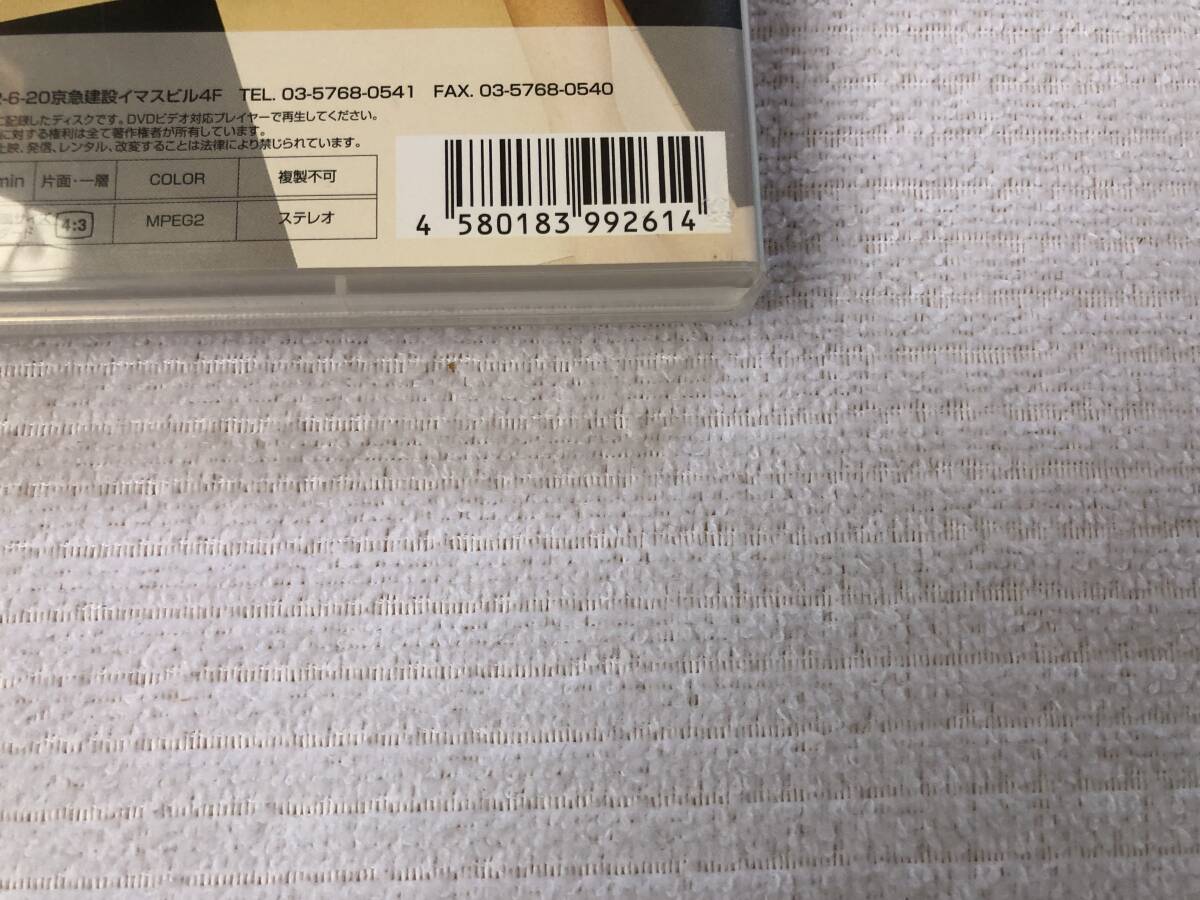 2-6-20京急建設イマスビル4F TEL. 03-5768-0541 FAX. 03-5768-0540
に記録したディスクです。DVDビデオ対応プレイヤーで再生してください。
に対する権利は全て著作権者が所有しています。
上映、発信、レンタル、改変することは法律により禁じられています。
min 片面・一層 COLOR 複製不可
4:3 MPEG2 ステレオ
4 580183 992614